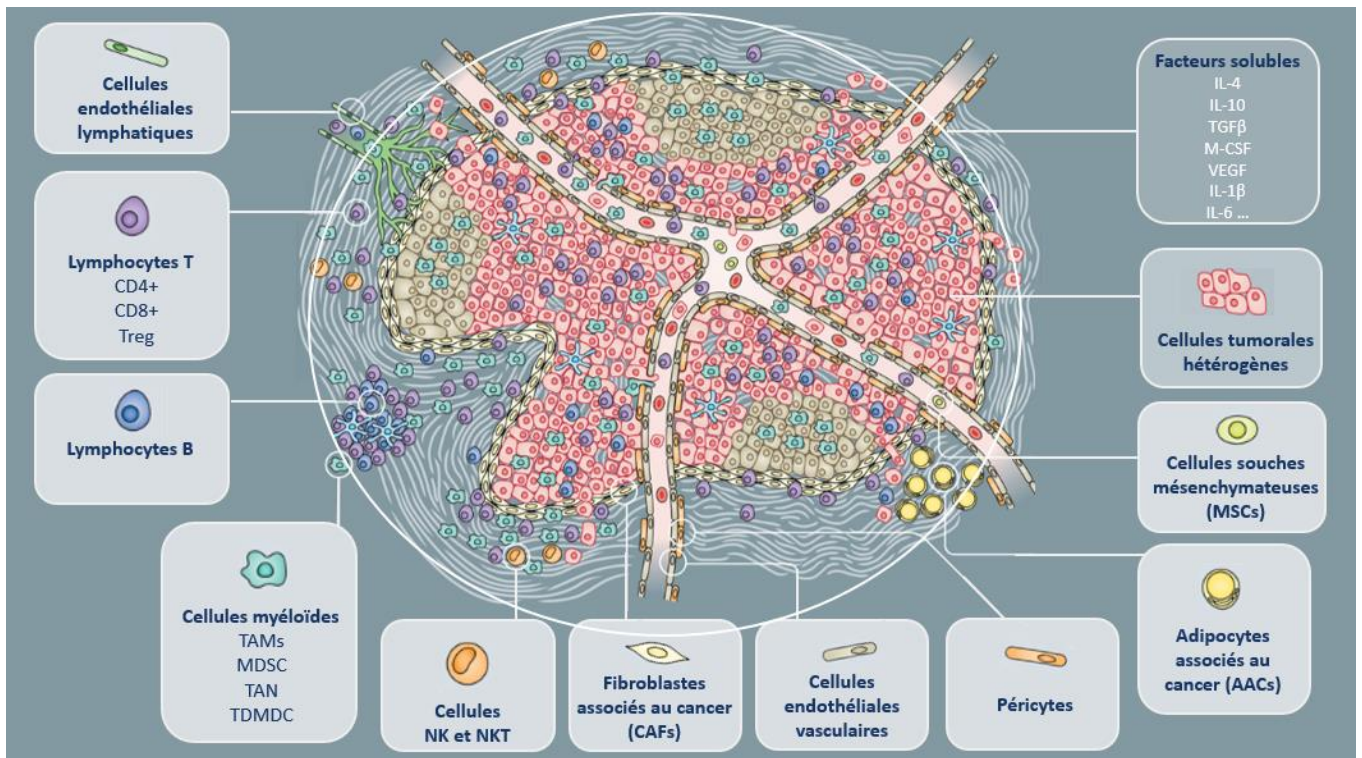 Cellules
endothéliales
lymphatiques
Lymphocytes T
CD4+
CD8+
Treg
Lymphocytes B
Cellules myéloïdes
TAMs
MDSC
TAN
TDMDC
Cellules
NK et NKT
Fibroblastes
associés au cancer
(CAFs)
Cellules
endothéliales
vasculaires
Péricytes
Facteurs solubles
IL-4
IL-10
TGFβ
M-CSF
VEGF
IL-1β
IL-6 ...
Cellules tumorales
hétérogènes
Cellules souches
mésenchymateuses
(MSCs)
Adipocytes
associés au
cancer (AACs)